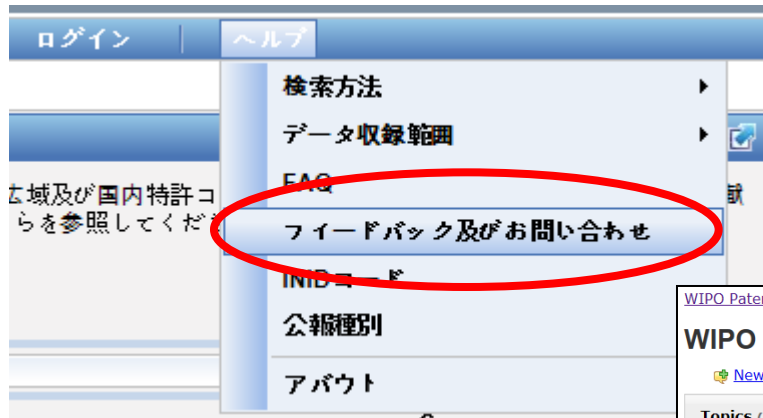 ログイン | ヘルプ
検索方法
データ収録範囲
広域及び国内特許コ
FAQ
献
らを参照してくださ
フィードバック及びお問い合わせ
INIDコード
公報種別
アバウト
WIPO Pate
WIPO
New
Topics